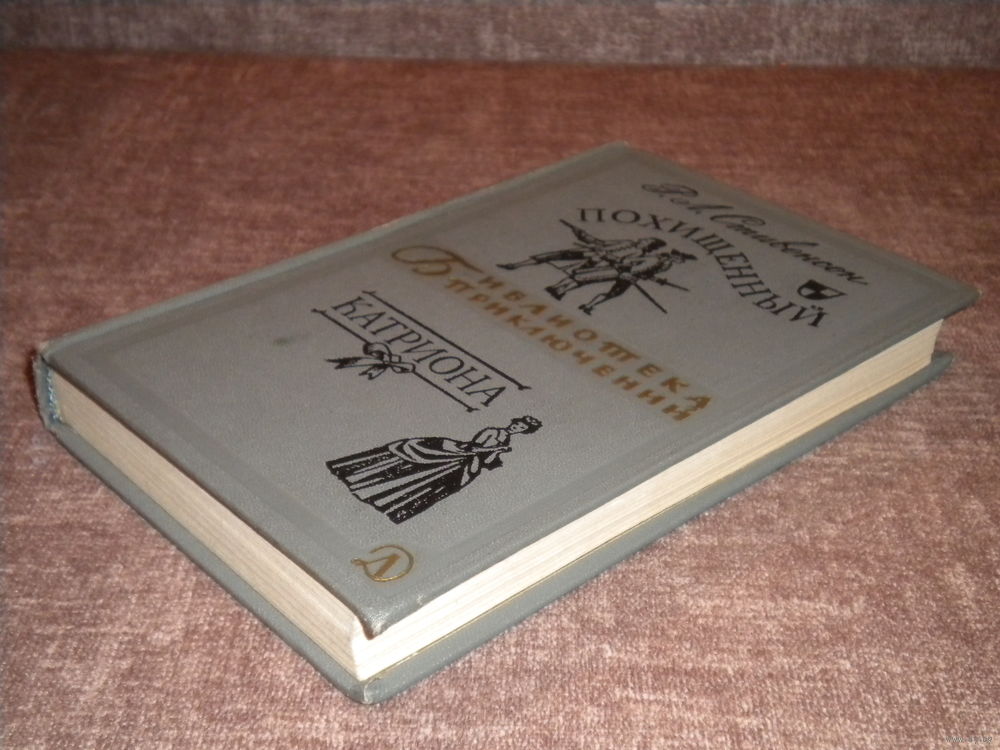 Р. Л. Стивенсон
ПОХИЩЕННЫЙ
БИБЛИОТЕКА
ПРИКЛЮЧЕНИЙ
КАТРИОНА
Д Л